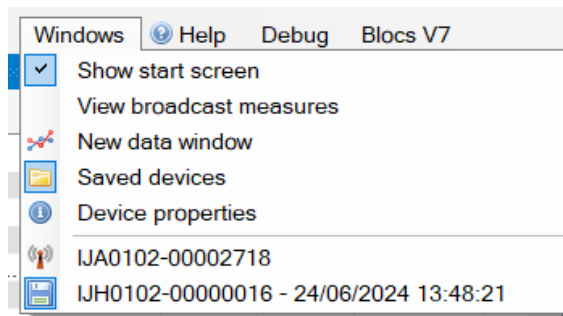 Windows Help Debug Blocs V7
Show start screen
View broadcast measures
New data window
Saved devices
Device properties
IJA0102-00002718
IJH0102-00000016 - 24/06/2024 13:48:21